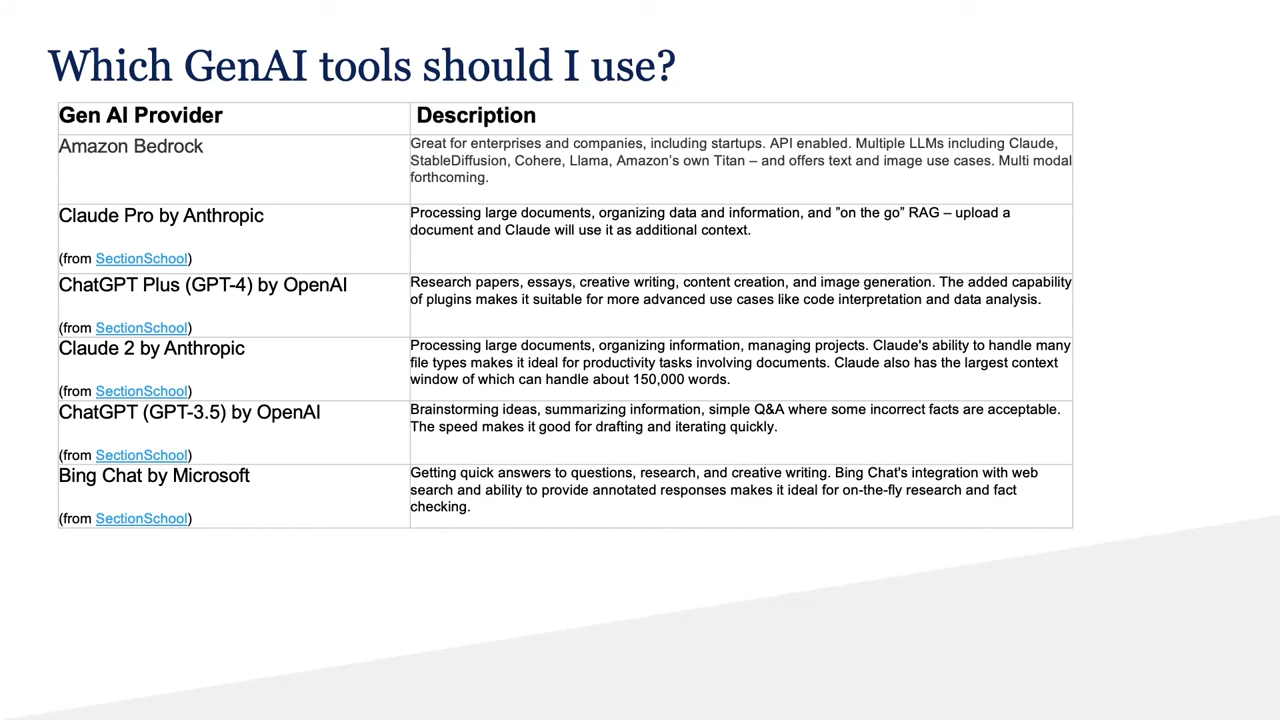 Which GenAI tools should I use?
Gen AI Provider
Description
Amazon Bedrock
Great for enterprises and companies, including startups. API enabled. Multiple LLMs including Claude,
StableDiffusion, Cohere, Llama, Amazon's own Titan – and offers text and image use cases. Multi modal
forthcoming.
Claude Pro by Anthropic
(from SectionSchool)
Processing large documents, organizing data and information, and "on the go" RAG – upload a
document and Claude will use it as additional context.
ChatGPT Plus (GPT-4) by OpenAI
(from SectionSchool)
Research papers, essays, creative writing, content creation, and image generation. The added capability
of plugins makes it suitable for more advanced use cases like code interpretation and data analysis.
Claude 2 by Anthropic
(from SectionSchool)
Processing large documents, organizing information, managing projects. Claude's ability to handle many
file types makes it ideal for productivity tasks involving documents. Claude also has the largest context
window of which can handle about 150,000 words.
ChatGPT (GPT-3.5) by OpenAI
(from SectionSchool)
Brainstorming ideas, summarizing information, simple Q&A where some incorrect facts are acceptable.
The speed makes it good for drafting and iterating quickly.
Bing Chat by Microsoft
(from SectionSchool)
Getting quick answers to questions, research, and creative writing. Bing Chat's integration with web
search and ability to provide annotated responses makes it ideal for on-the-fly research and fact
checking.